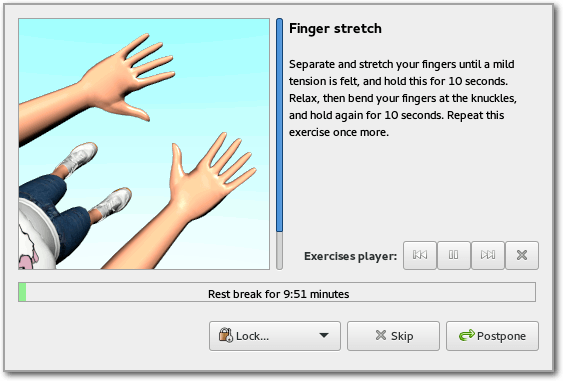 Finger stretch
Separate and stretch your fingers until a mild
tension is felt, and hold this for 10 seconds.
Relax, then bend your fingers at the knuckles,
and hold again for 10 seconds. Repeat this
exercise once more.
Exercises player:
Rest break for 9:51 minutes
Lock...
Skip
Postpone